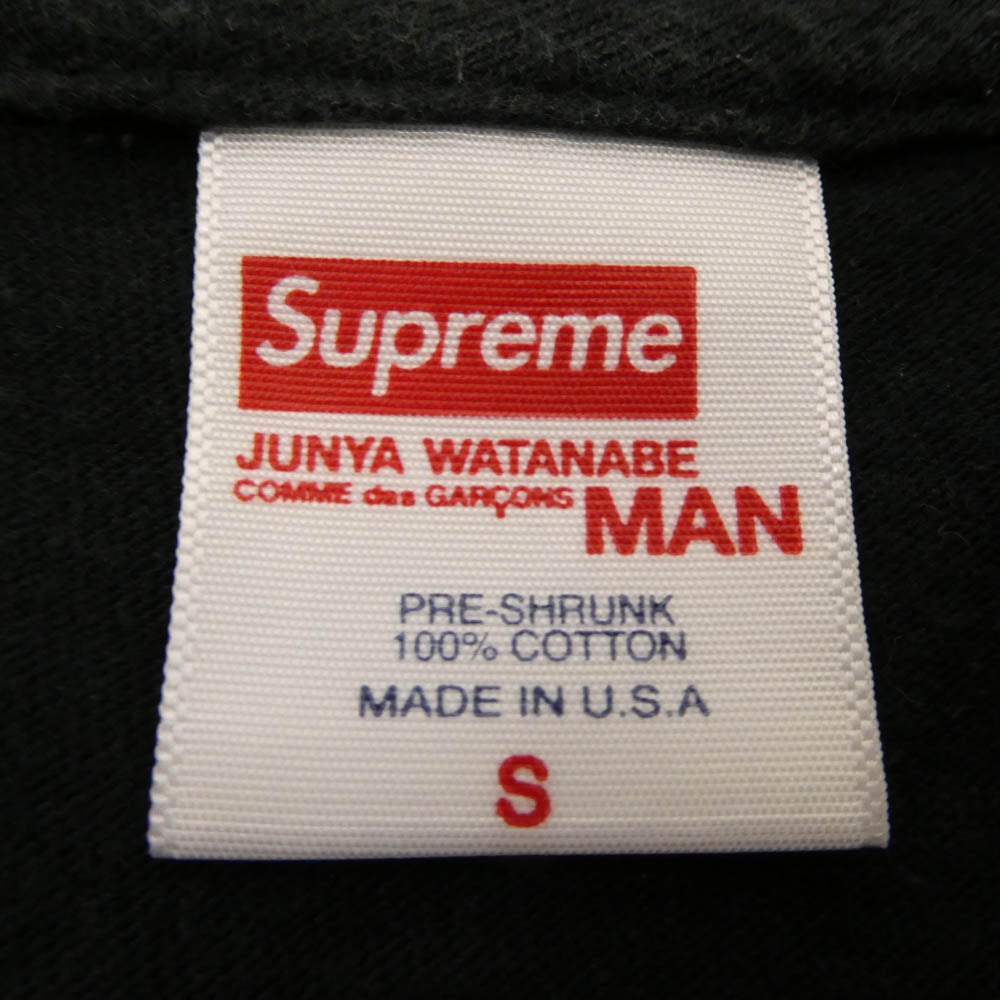 Supreme
JUNYA WATANABE
COMME des GARÇONS MAN
PRE-SHRUNK
100% COTTON
MADE IN U.S.A
S